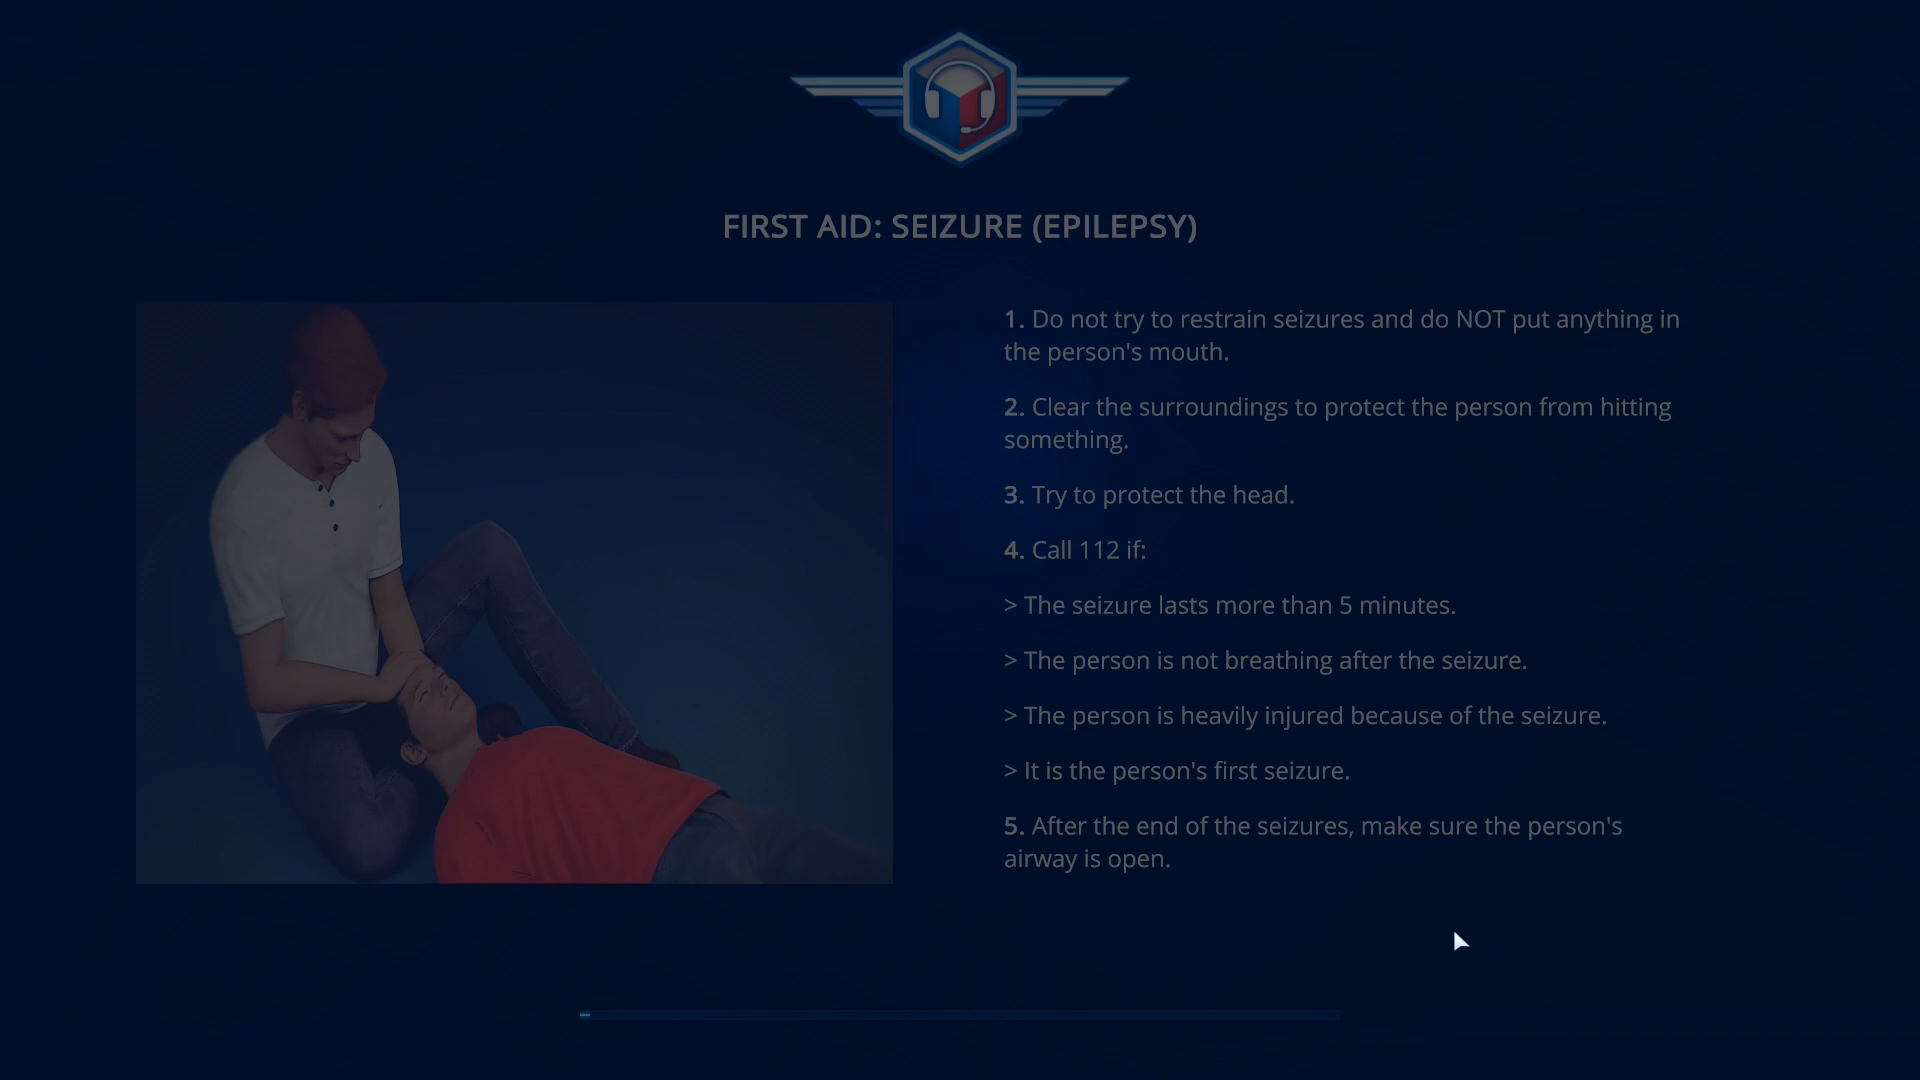 FIRST AID: SEIZURE (EPILEPSY)
1. Do not try to restrain seizures and do NOT put anything in
the person's mouth.
2. Clear the surroundings to protect the person from hitting
something.
3. Try to protect the head.
4. Call 112 if:
> The seizure lasts more than 5 minutes.
> The person is not breathing after the seizure.
> The person is heavily injured because of the seizure.
> It is the person's first seizure.
5. After the end of the seizures, make sure the person's
airway is open.